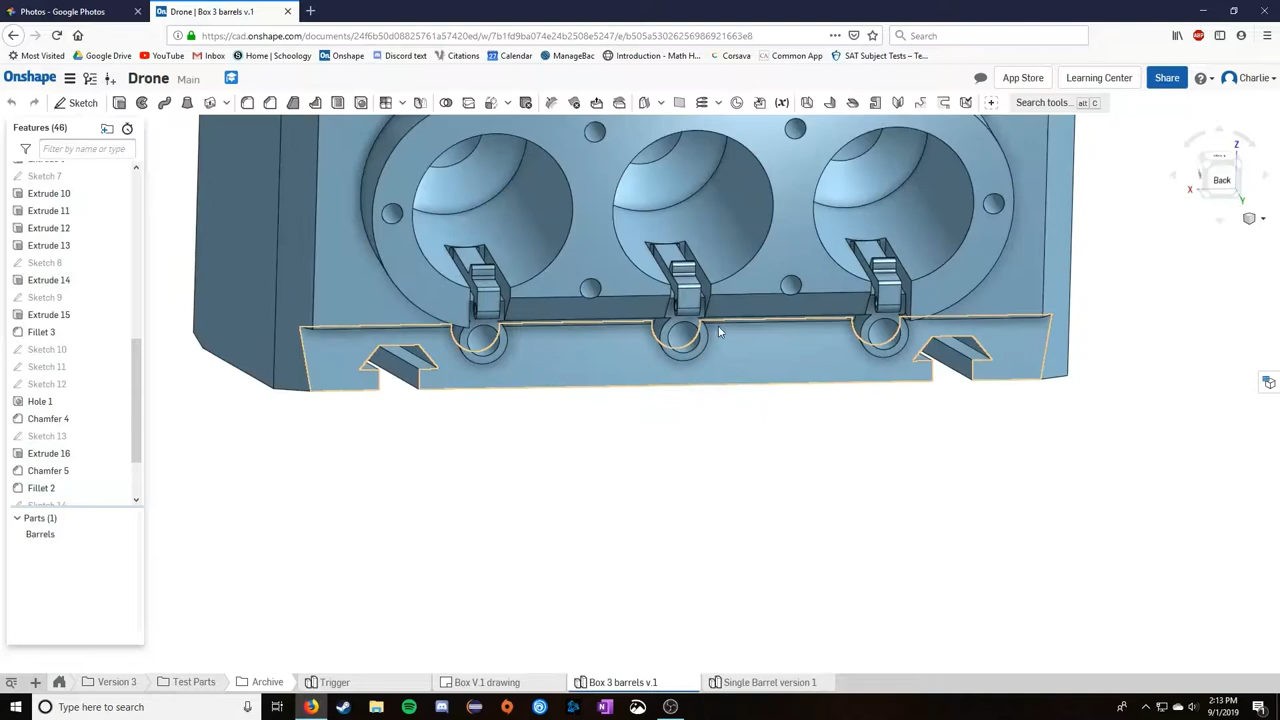 Photos - Google Photos
Drone | Box 3 barrels v.1
https://cad.onshape.com/documents/24f6b50d08825761a57420ed/w/7b1fd9ba074e24b2508e5247/e/b505a53026256986921663e8
Search
Most Visited
Google Drive
YouTube
Inbox
Home | Schoology
Onshape
Discord text
Calendar
ManageBac
Introduction - Math H...
Corsava
Common App
SAT Subject Tests – Te...
Onshape
Drone Main
App Store
Learning Center
Share
Charlie
Sketch
Search tools... alt C
Features (46)
Filter by name or type
Sketch 7
Extrude 10
Extrude 11
Extrude 12
Extrude 13
Sketch 8
Extrude 14
Sketch 9
Extrude 15
Fillet 3
Sketch 10
Sketch 11
Sketch 12
Hole 1
Chamfer 4
Sketch 13
Extrude 16
Chamfer 5
Fillet 2
Parts (1)
Barrels
Z
Back
X
Y
Version 3
Test Parts
Archive
Trigger
Box V.1 drawing
Box 3 barrels v.1
Single Barrel version 1
Type here to search
2:13 PM
9/1/2019